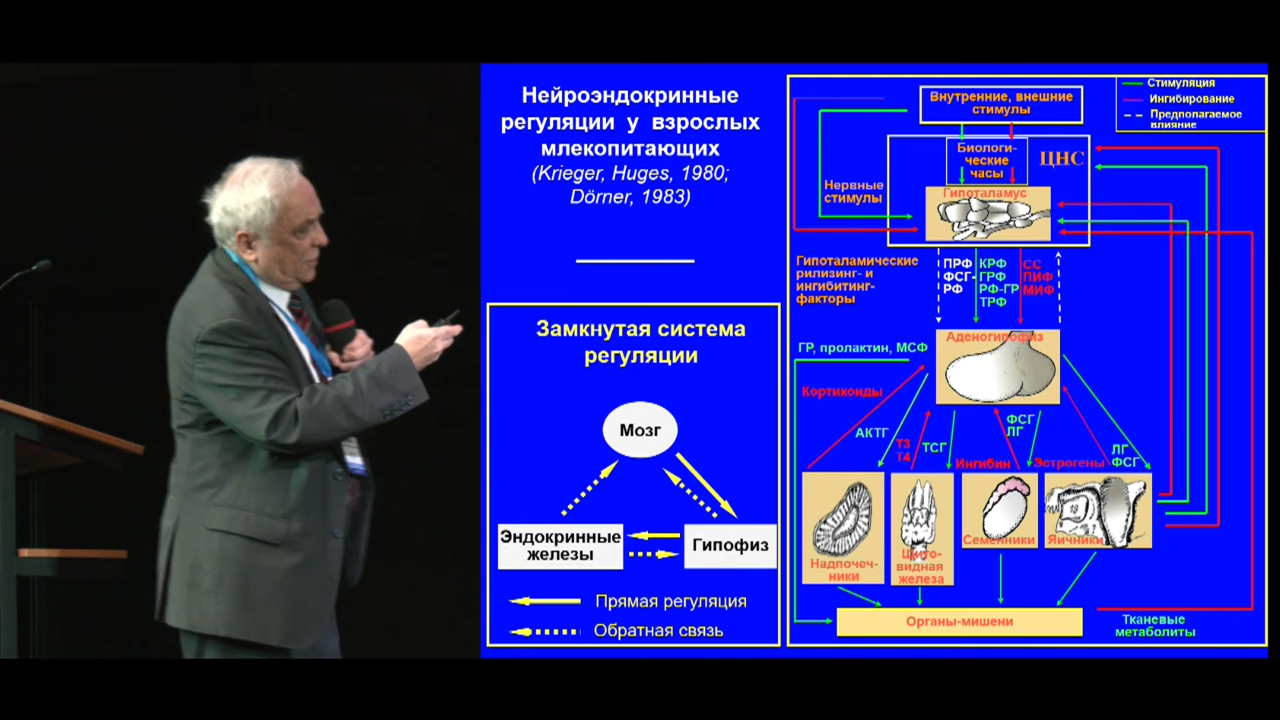 Нейроэндокринные
регуляции у взрослых
млекопитающих
(Krieger, Huges, 1980;
Dörner, 1983)
Замкнутая система
регуляции
Мозг
Эндокринные
железы
Гипофиз
Прямая регуляция
Обратная связь
Стимуляция
Ингибирование
Предполагаемое
влияние
Внутренние, внешние
стимулы
Биологи-
ческие
часы
ЦНС
Нервные
стимулы
Гипоталамус
Гипоталамические
рилизинг- и
ингибитинг-
факторы
ПРФ
ФСГ-
РФ
КРФ
ГРФ
РФ-ГР
ТРФ
СС
ПИФ
МИФ
Аденогипофиз
ГР, пролактин, МСФ
Кортикоиды
АКТГ
Т3
Т4
ТСГ
ФСГ
ЛГ
Ингибин
Эстрогены
ЛГ
ФСГ
Надпочеч-
ники
Щито-
видная
железа
Семенники
Яичники
Органы-мишени
Тканевые
метаболиты